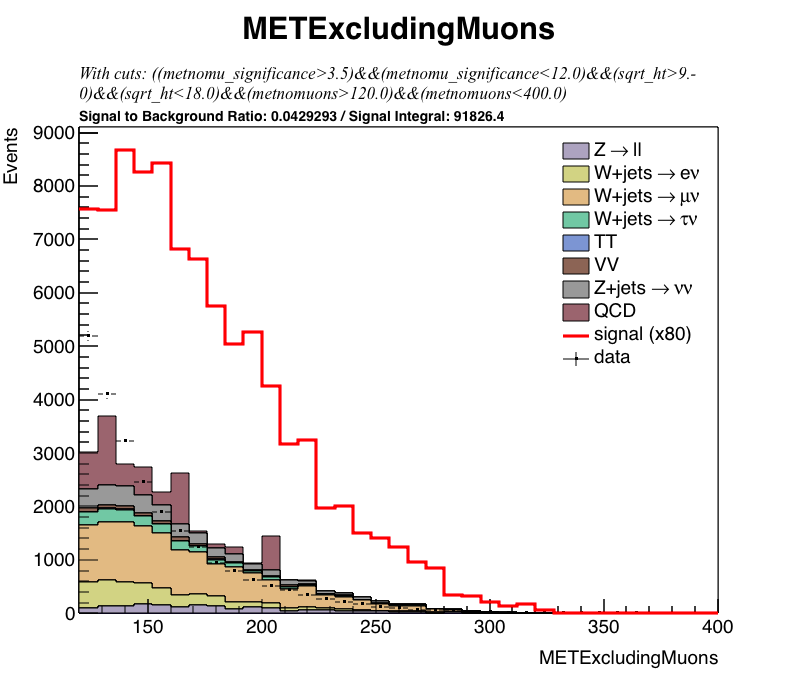 METExcludingMuons
With cuts: ((metnomu_significance>3.5)&&(metnomu_significance<12.0)&&(sqrt_ht>9.-
0)&&(sqrt_ht<18.0)&&(metnomuons>120.0)&&(metnomuons<400.0)
Signal to Background Ratio: 0.0429293 / Signal Integral: 91826.4
Events
9000
8000
7000
6000
5000
4000
3000
2000
1000
0
Z → ll
W+jets → eν
W+jets → μν
W+jets → τν
TT
VV
Z+jets → νν
QCD
signal (x80)
data
150 200 250 300 350 400
METExcludingMuons